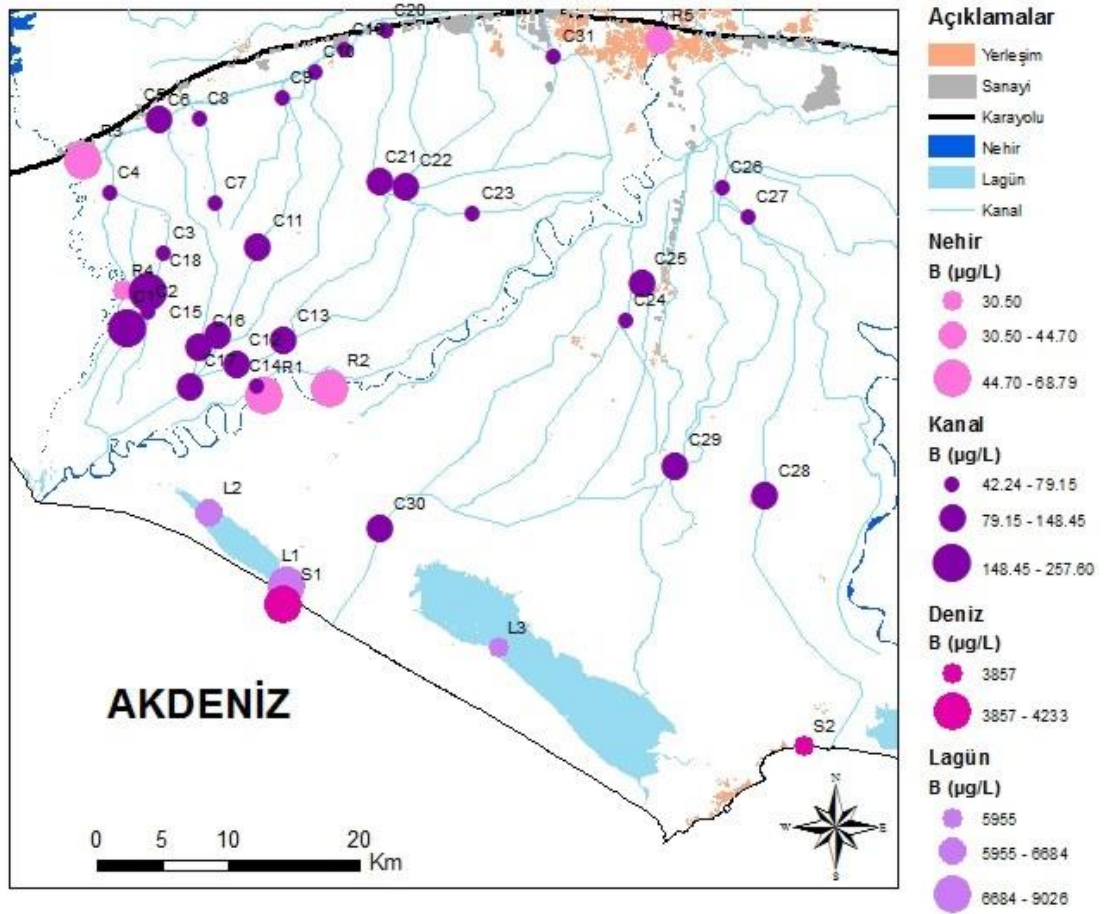 C20
C19
C10
C9
C31
R5
C5
C6
C8
R3
C4
C7
C21
C22
C23
C26
C27
C3
C18
C11
R4
C1
C2
C15
C16
C13
C25
C24
C12
C17
C14
R1
R2
C29
C28
C30
L2
L1
S1
L3
S2
AKDENİZ
N
W
E
S
0 5 10 20
Km
Açıklamalar
Yerleşim
Sanayi
Karayolu
Nehir
Lagün
Kanal
Nehir
B (µg/L)
30.50
30.50 - 44.70
44.70 - 68.79
Kanal
B (µg/L)
42.24 - 79.15
79.15 - 148.45
148.45 - 257.60
Deniz
B (µg/L)
3857
3857 - 4233
Lagün
B (µg/L)
5955
5955 - 6684
6684 - 9026